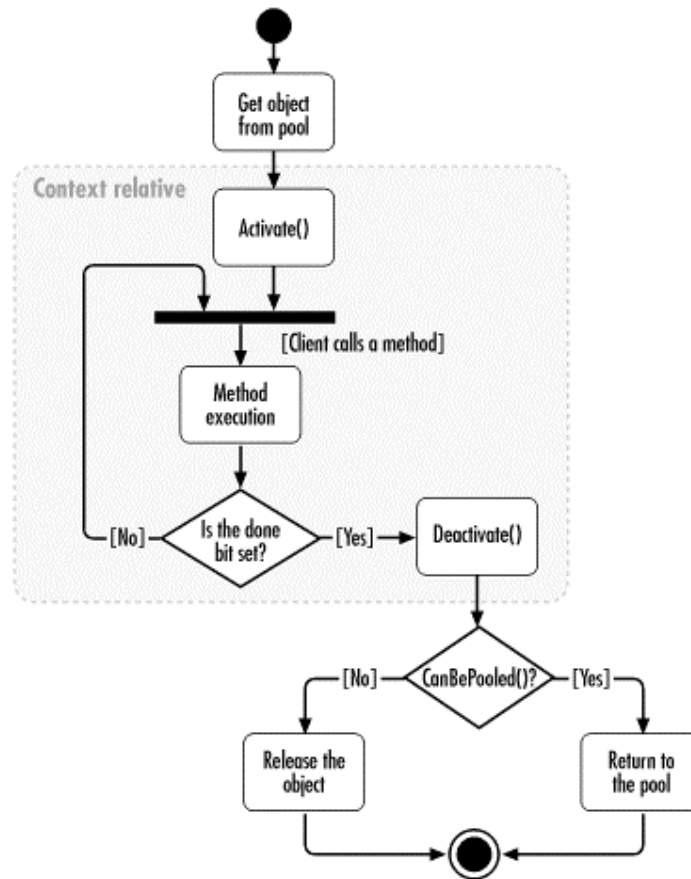 Get object
from pool
Context relative
Activate()
[Client calls a method]
Method
execution
Is the done
bit set?
[No]
[Yes]
Deactivate()
CanBePooled()?
[No]
[Yes]
Release the
object
Return to
the pool